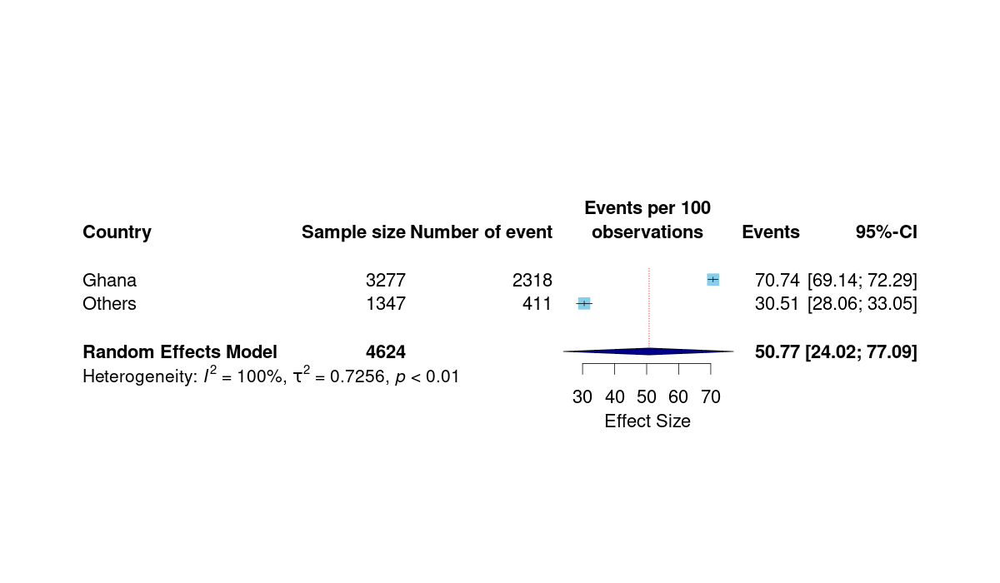 Events per 100
Country Sample size Number of event observations Events 95%-CI
Ghana 3277 2318 70.74 [69.14; 72.29]
Others 1347 411 30.51 [28.06; 33.05]
Random Effects Model 4624 50.77 [24.02; 77.09]
Heterogeneity: I² = 100%, τ² = 0.7256, p < 0.01
30 40 50 60 70
Effect Size